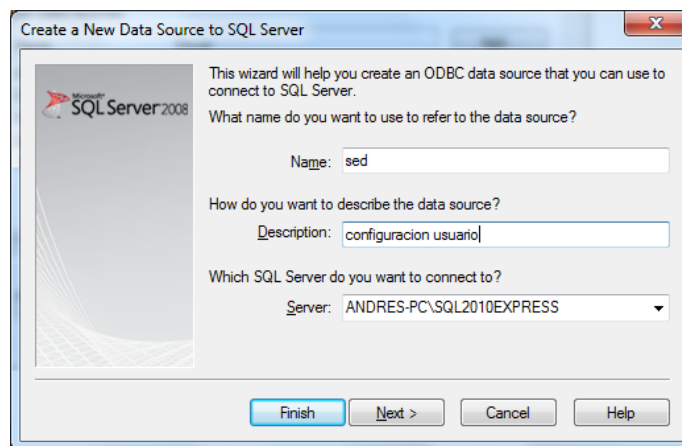 Create a New Data Source to SQL Server
Microsoft
SQL Server 2008
This wizard will help you create an ODBC data source that you can use to
connect to SQL Server.
What name do you want to use to refer to the data source?
Name: sed
How do you want to describe the data source?
Description: configuracion usuario
Which SQL Server do you want to connect to?
Server: ANDRES-PC\SQL2010EXPRESS
Finish Next > Cancel Help